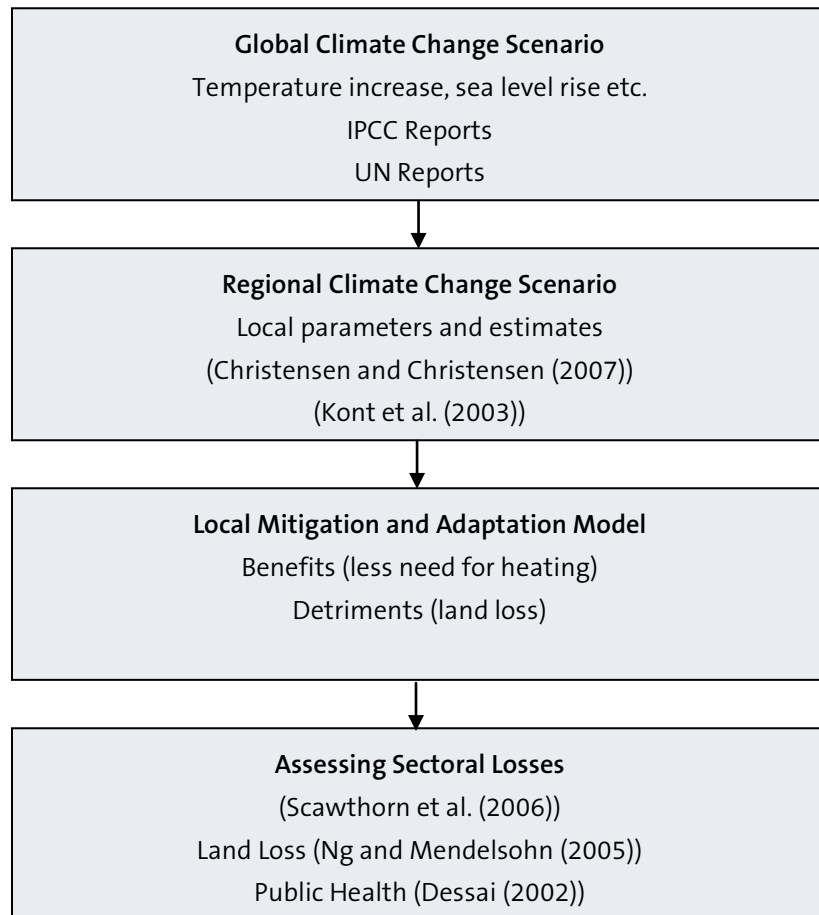 Global Climate Change Scenario
Temperature increase, sea level rise etc.
IPCC Reports
UN Reports
Regional Climate Change Scenario
Local parameters and estimates
(Christensen and Christensen (2007))
(Kont et al. (2003))
Local Mitigation and Adaptation Model
Benefits (less need for heating)
Detriments (land loss)
Assessing Sectoral Losses
(Scawthorn et al. (2006))
Land Loss (Ng and Mendelsohn (2005))
Public Health (Dessai (2002))